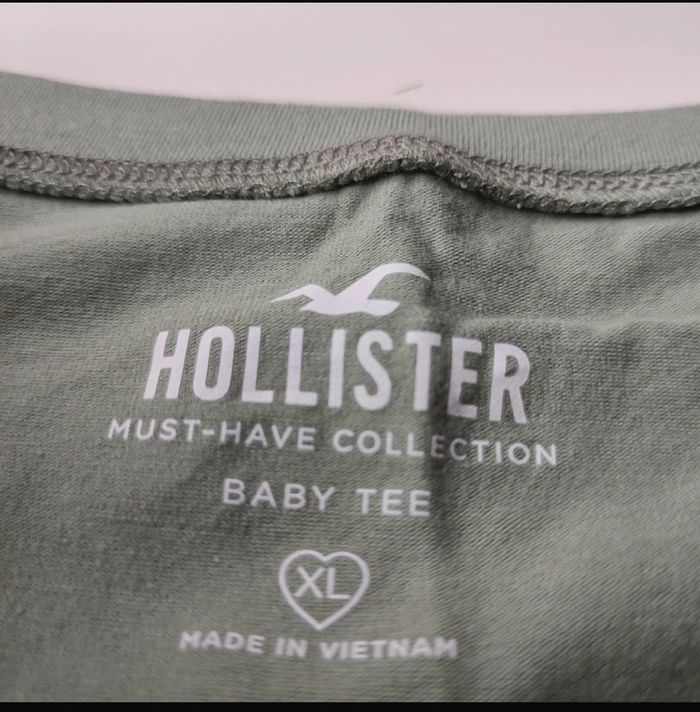 HOLLISTER
MUST-HAVE COLLECTION
BABY TEE
XL
MADE IN VIETNAM